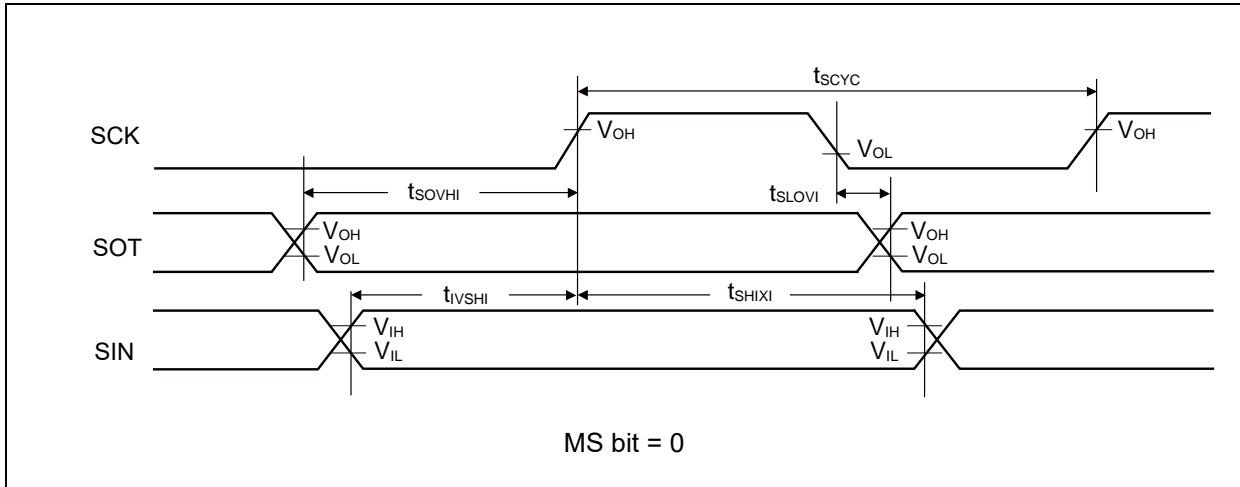 tSCYC
SCK
VOH
VOL
VOH
tSOVHI
tSLOVI
SOT
VOH
VOL
VOH
VOL
tIVSHI
tSHIXI
SIN
VIH
VIL
VIH
VIL
MS bit = 0